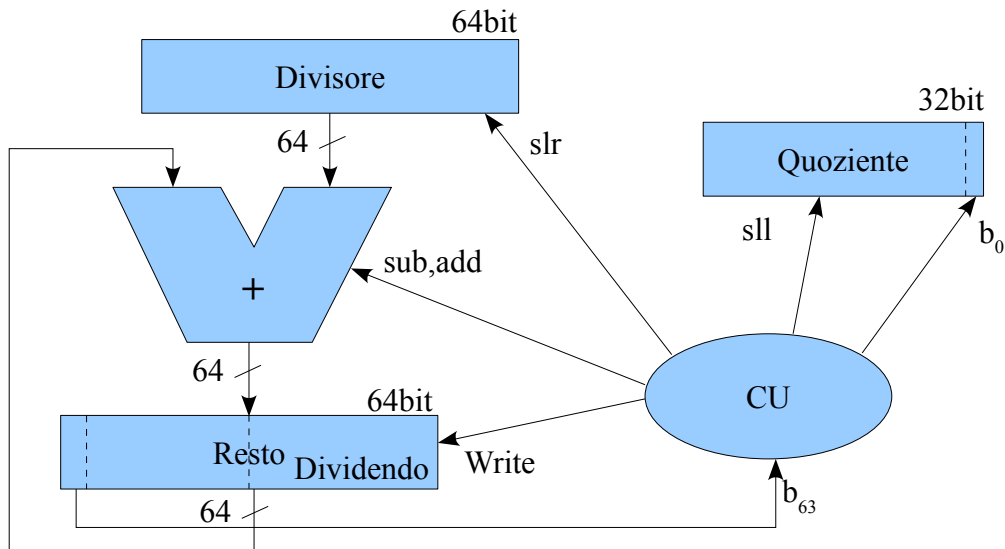 64bit
Divisore
32bit
64
slr
Quoziente
sll
b0
sub,add
+
64
CU
64bit
Resto
Dividendo
Write
64
b63